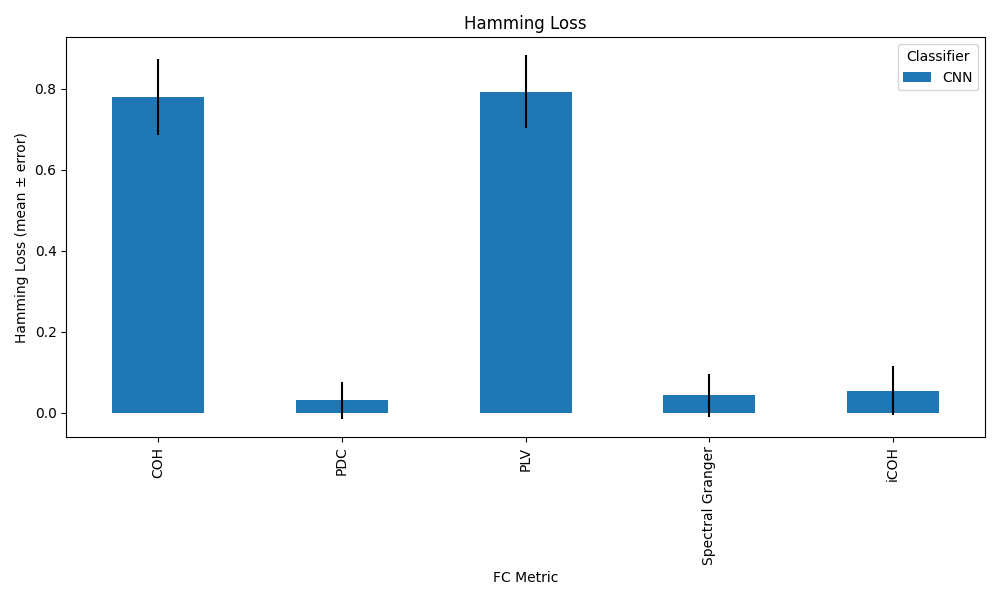 Hamming Loss
Classifier
CNN
Hamming Loss (mean ± error)
0.8
0.6
0.4
0.2
0.0
COH
PDC
PLV
Spectral Granger
iCOH
FC Metric